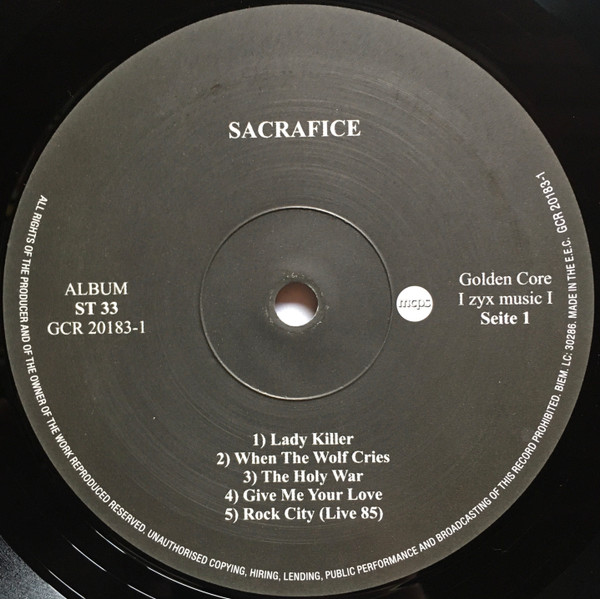 SACRAFICE
ALBUM
ST 33
GCR 20183-1
mcps
Golden Core
I zyx music I
Seite 1
1) Lady Killer
2) When The Wolf Cries
3) The Holy War
4) Give Me Your Love
5) Rock City (Live 85)
ALL RIGHTS OF THE PRODUCER AND OF THE OWNER OF THE WORK REPRODUCED RESERVED. UNAUTHORISED COPYING, HIRING, LENDING, PUBLIC PERFORMANCE AND BROADCASTING OF THIS RECORD PROHIBITED. BIEM. LC: 30286. MADE IN THE E.E.C. GCR 20183-1